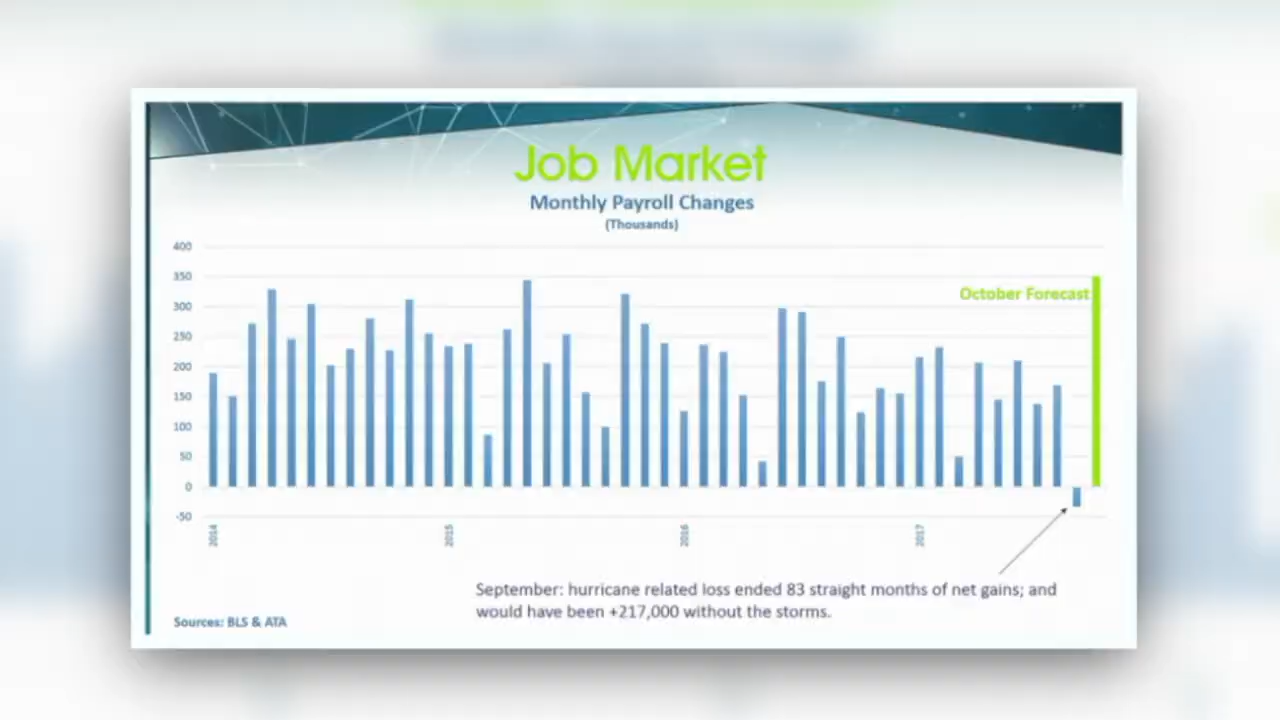 Job Market
Monthly Payroll Changes
(Thousands)
400
350
October Forecast
300
250
200
150
100
50
0
-50
2014
2015
2016
2017
September: hurricane related loss ended 83 straight months of net gains; and
would have been +217,000 without the storms.
Sources: BLS & ATA